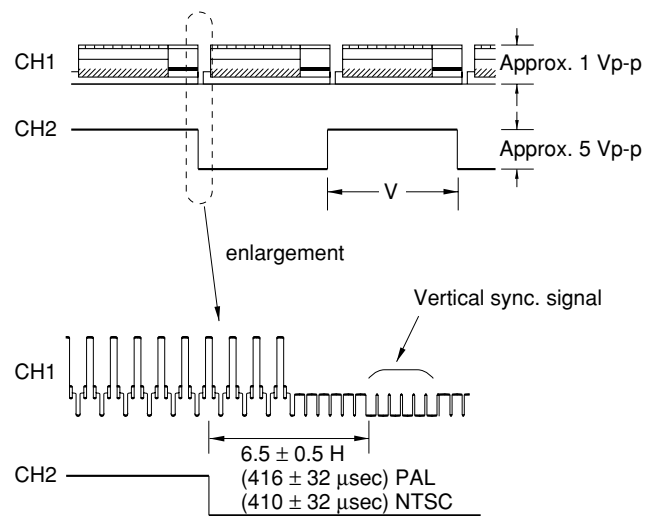 CH1
Approx. 1 Vp-p
CH2
Approx. 5 Vp-p
V
enlargement
Vertical sync. signal
CH1
6.5 ± 0.5 H
CH2
(416 ± 32 μsec) PAL
(410 ± 32 μsec) NTSC